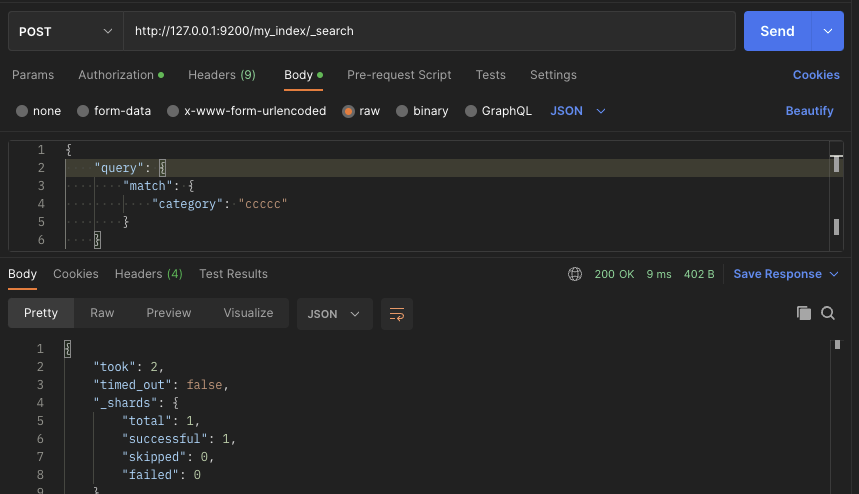 POST http://127.0.0.1:9200/my_index/_search Send
Params Authorization Headers (9) Body Pre-request Script Tests Settings Cookies
none form-data x-www-form-urlencoded raw binary GraphQL JSON Beautify
1 {
2 "query": {
3 "match": {
4 "category": "ccccc"
5 }
6 }
Body Cookies Headers (4) Test Results 200 OK 9 ms 402 B Save Response
Pretty Raw Preview Visualize JSON
1 {
2 "took": 2,
3 "timed_out": false,
4 "_shards": {
5 "total": 1,
6 "successful": 1,
7 "skipped": 0,
8 "failed": 0
9 }